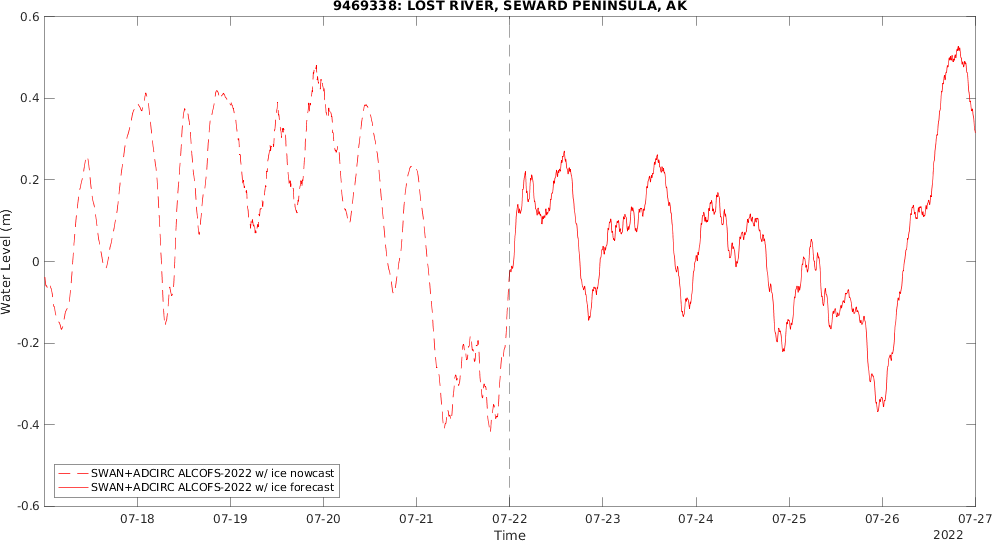 9469338: LOST RIVER, SEWARD PENINSULA, AK
0.6
0.4
0.2
0
-0.2
-0.4
-0.6
Water Level (m)
SWAN+ADCIRC ALCOFS-2022 w/ ice nowcast
SWAN+ADCIRC ALCOFS-2022 w/ ice forecast
07-18 07-19 07-20 07-21 07-22 07-23 07-24 07-25 07-26 07-27
Time 2022